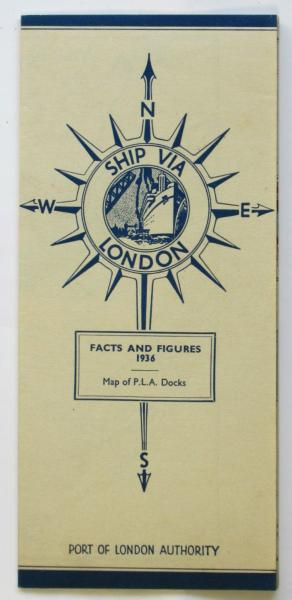 N
SHIP VIA
W
E
LONDON
FACTS AND FIGURES
1936
Map of P.L.A. Docks
S
PORT OF LONDON AUTHORITY